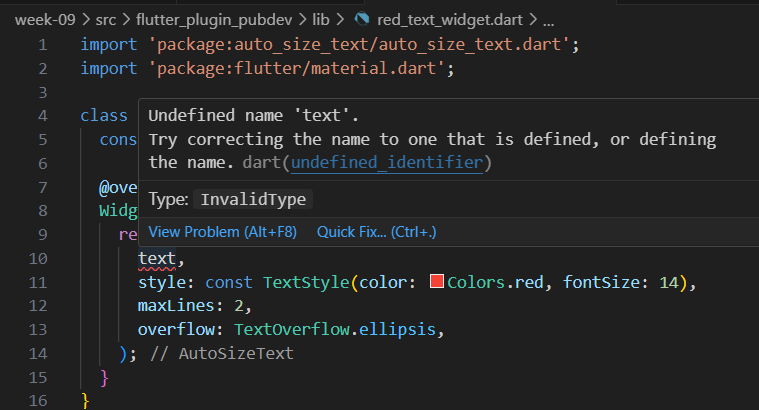 week-09 > src > flutter_plugin_pubdev > lib > red_text_widget.dart > ...
1 import 'package:auto_size_text/auto_size_text.dart';
2 import 'package:flutter/material.dart';
3
4 class
5 cons
6
7 @ove
8 Widg
9 re
Undefined name 'text'.
Try correcting the name to one that is defined, or defining
the name. dart(undefined_identifier)
Type: InvalidType
View Problem (Alt+F8) Quick Fix... (Ctrl+.)
10 text,
11 style: const TextStyle(color: Colors.red, fontSize: 14),
12 maxLines: 2,
13 overflow: TextOverflow.ellipsis,
14 ); // AutoSizeText
15 }
16 }